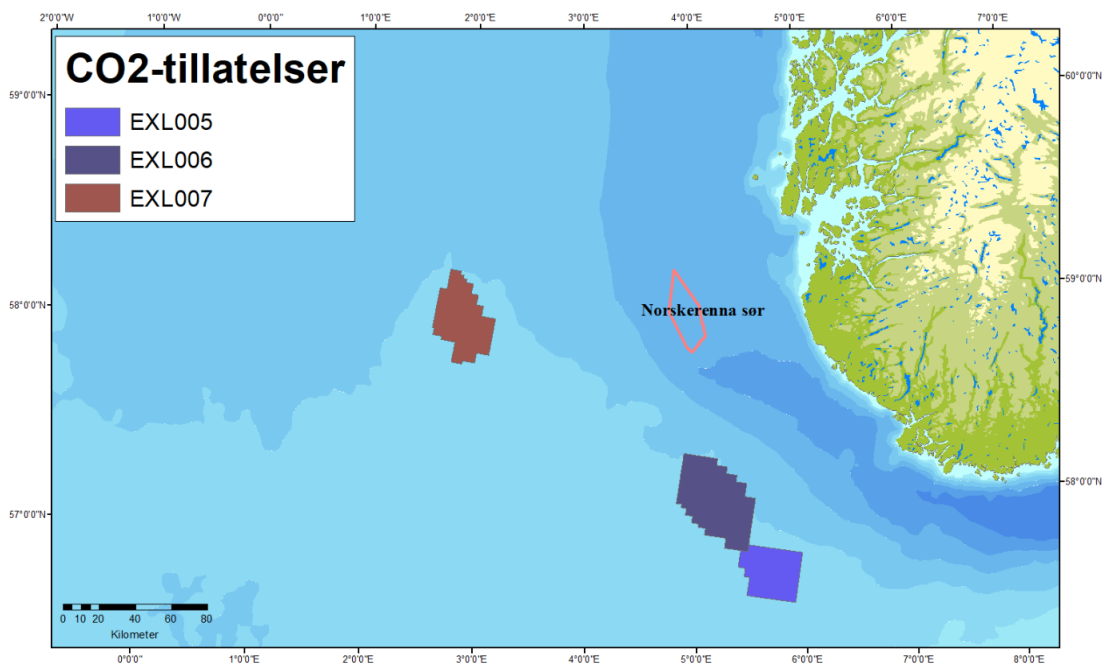 2°0'0"W 1°0'0"W 0°0'0" 1°0'0"E 2°0'0"E 3°0'0"E 4°0'0"E 5°0'0"E 6°0'0"E 7°0'0"E
CO2-tillatelser
EXL005
EXL006
EXL007
60°0'0"N
59°0'0"N
59°0'0"N
58°0'0"N
Norskerenna sør
58°0'0"N
57°0'0"N
0 10 20 40 60 80
Kilometer
0°0'0" 1°0'0"E 2°0'0"E 3°0'0"E 4°0'0"E 5°0'0"E 6°0'0"E 7°0'0"E 8°0'0"E